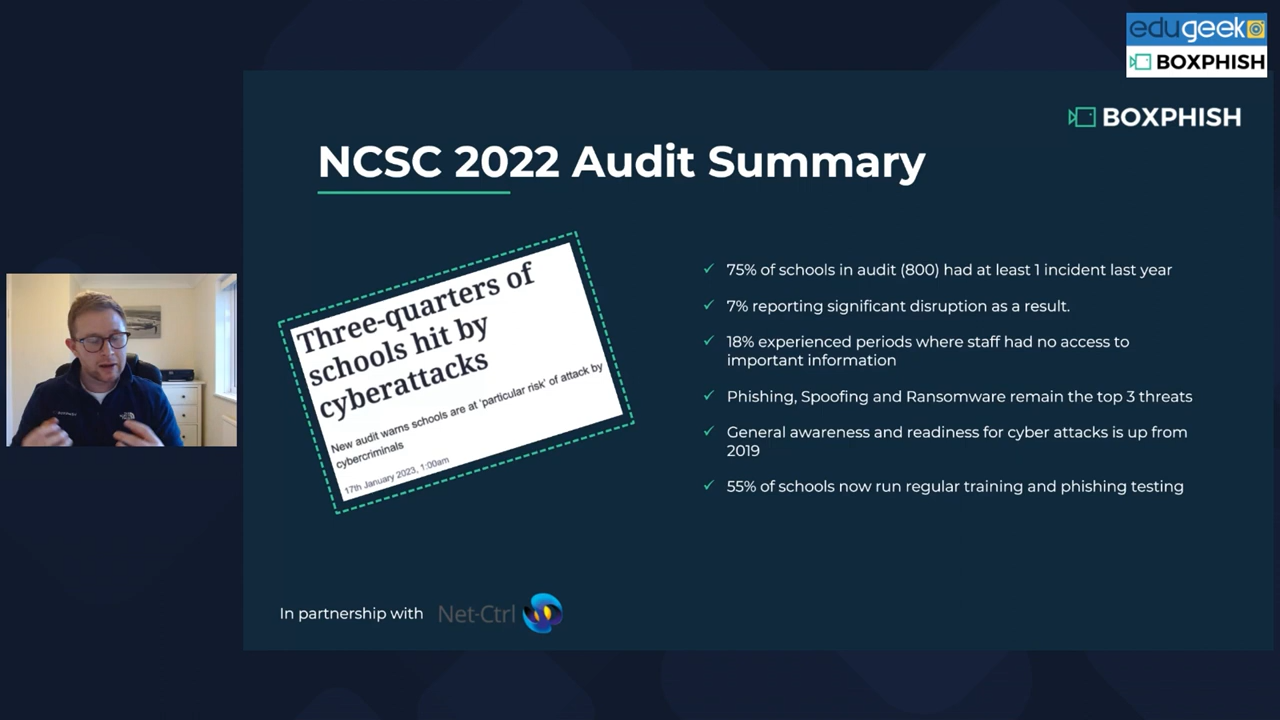 edugeek
BOXPHISH
BOXPHISH
NCSC 2022 Audit Summary
Three-quarters of
schools hit by
cyberattacks
New audit warns schools are at 'particular risk' of attack by
cybercriminals
17th January 2023, 1:00am
75% of schools in audit (800) had at least 1 incident last year
7% reporting significant disruption as a result.
18% experienced periods where staff had no access to
important information
Phishing, Spoofing and Ransomware remain the top 3 threats
General awareness and readiness for cyber attacks is up from
2019
55% of schools now run regular training and phishing testing
In partnership with
Net-Ctrl